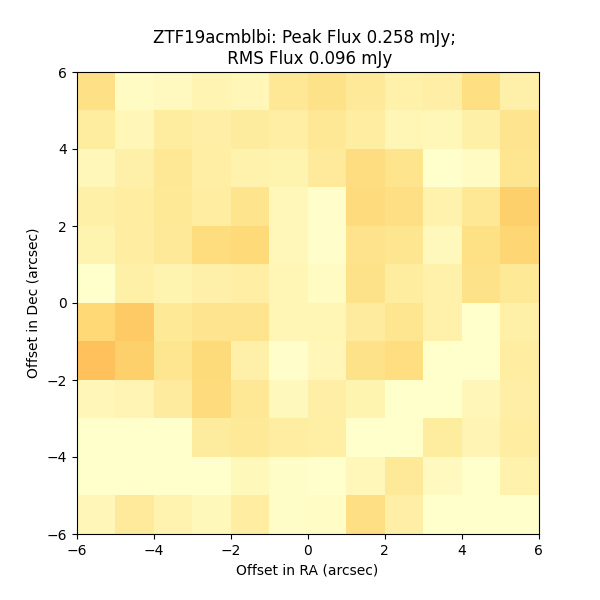 ZTF19acmblbi: Peak Flux 0.258 mJy;
RMS Flux 0.096 mJy
6
4
2
0
−2
−4
−6
Offset in Dec (arcsec)
−6 −4 −2 0 2 4 6
Offset in RA (arcsec)